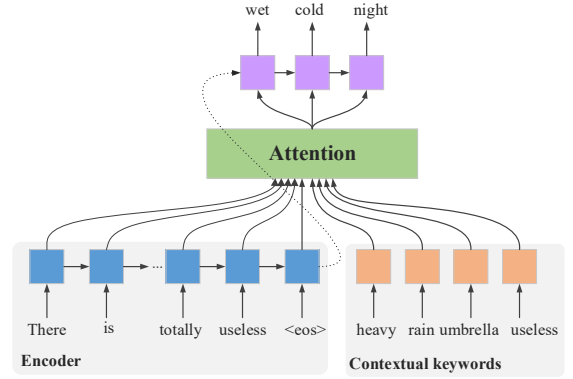 wet cold night
Attention
...
There is totally useless <eos> heavy rain umbrella useless
Encoder Contextual keywords